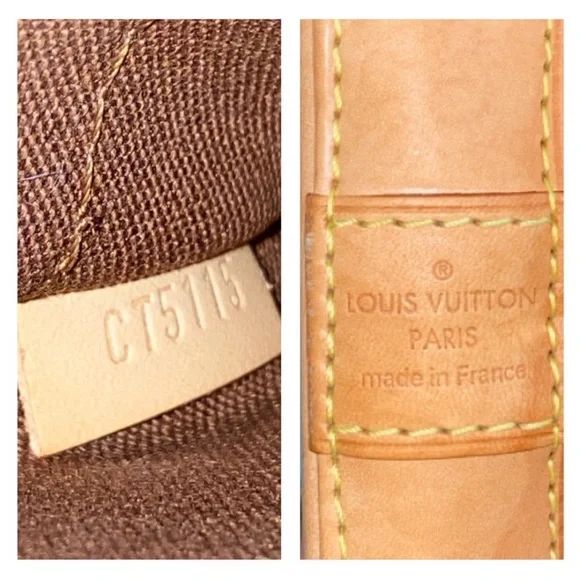 CT5115
®
LOUIS VUITTON
PARIS
made in France